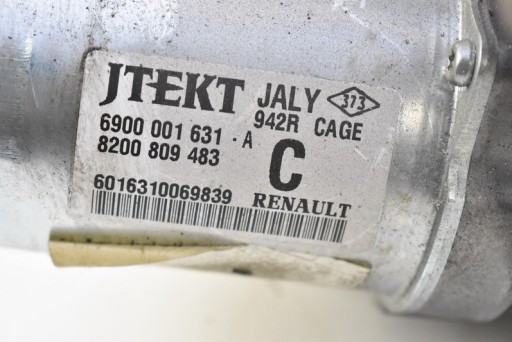 JTEKT JALY 373
942R CAGE
6900 001 631 - A
8200 809 483 C
6016310069839 RENAULT